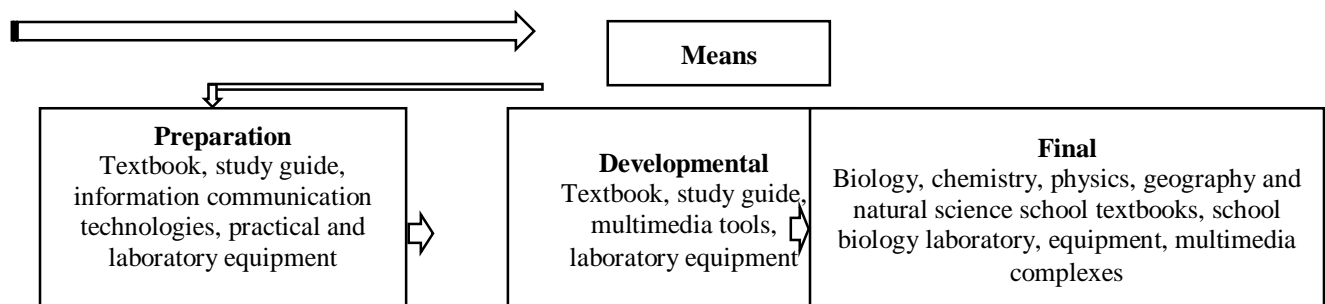 Means
Preparation
Textbook, study guide,
information communication
technologies, practical and
laboratory equipment
Developmental
Textbook, study guide,
multimedia tools,
laboratory equipment
Final
Biology, chemistry, physics, geography and
natural science school textbooks, school
biology laboratory, equipment, multimedia
complexes